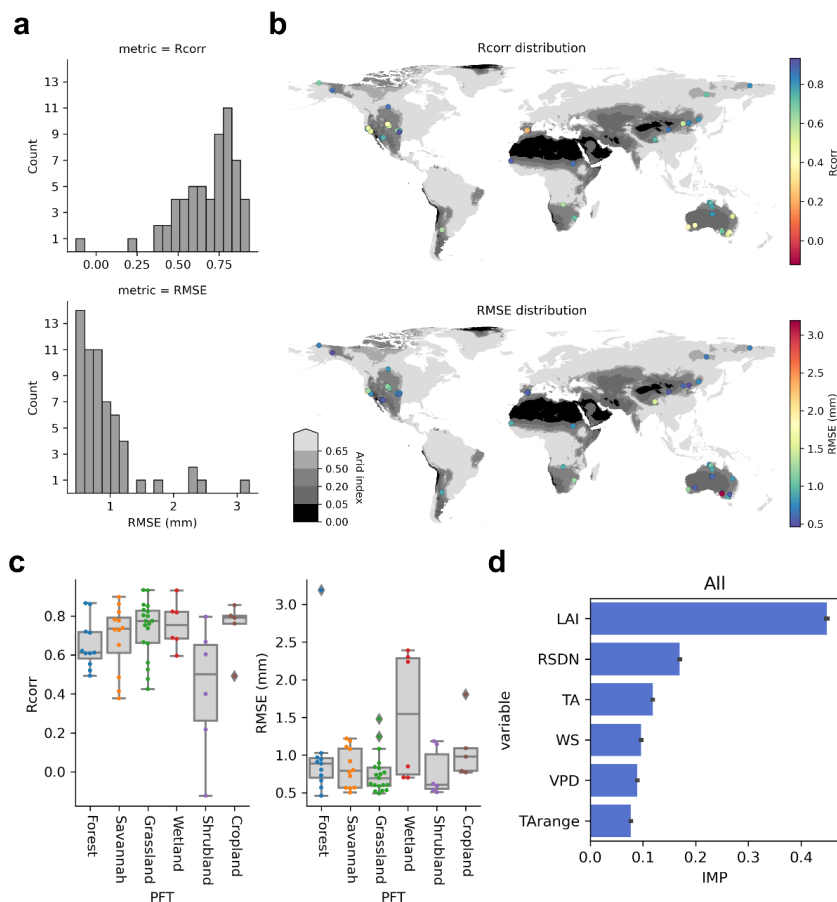 a
metric = Rcorr
Count
13
11
9
7
5
3
1
0.00 0.25 0.50 0.75
metric = RMSE
Count
13
11
9
7
5
3
1
1 2 3
RMSE (mm)
b
Rcorr distribution
0.8
0.6
0.4
0.2
0.0
Rcorr
RMSE distribution
0.65
0.50
0.20
0.05
0.00
Arid index
3.0
2.5
2.0
1.5
1.0
0.5
RMSE (mm)
c
Rcorr
0.8
0.6
0.4
0.2
0.0
Forest
Savannah
Grassland
Wetland
Shrubland
Cropland
PFT
RMSE (mm)
3.0
2.5
2.0
1.5
1.0
0.5
Forest
Savannah
Grassland
Wetland
Shrubland
Cropland
PFT
d
All
variable
LAI
RSDN
TA
WS
VPD
TArange
0.0 0.1 0.2 0.3 0.4
IMP